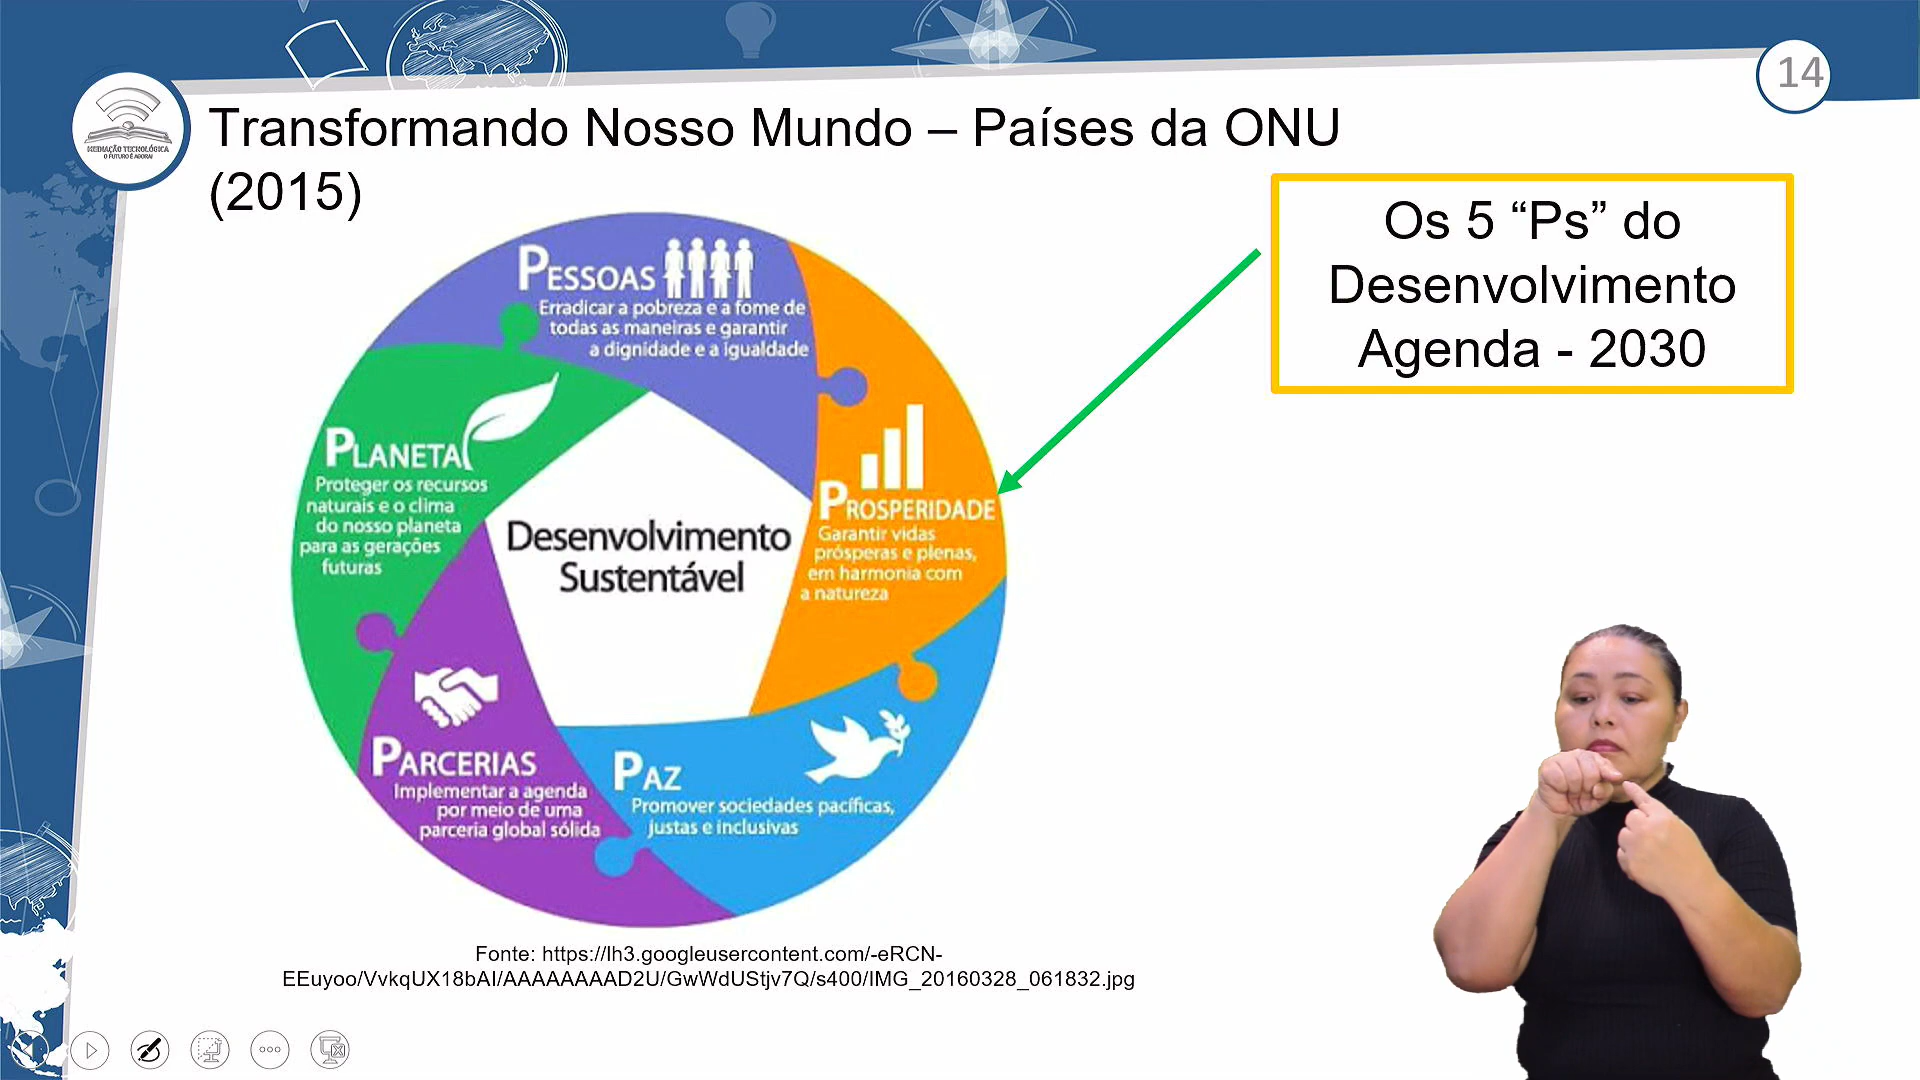 14
MEDIAÇÃO TECNOLÓGICA
O FUTURO É AGORA!
Transformando Nosso Mundo – Países da ONU
(2015)
Os 5 “Ps” do
Desenvolvimento
Agenda - 2030
PESSOAS
Erradicar a pobreza e a fome de
todas as maneiras e garantir
a dignidade e a igualdade
PLANETA
Proteger os recursos
naturais e o clima
do nosso planeta
para as gerações
futuras
Desenvolvimento
Sustentável
PROSPERIDADE
Garantir vidas
prósperas e plenas,
em harmonia com
a natureza
PARCERIAS
Implementar a agenda
por meio de uma
parceria global sólida
PAZ
Promover sociedades pacíficas,
justas e inclusivas
Fonte: https://lh3.googleusercontent.com/-eRCN-
EEuyoo/VvkqUX18bAI/AAAAAAAAD2U/GwWdUStjv7Q/s400/IMG_20160328_061832.jpg